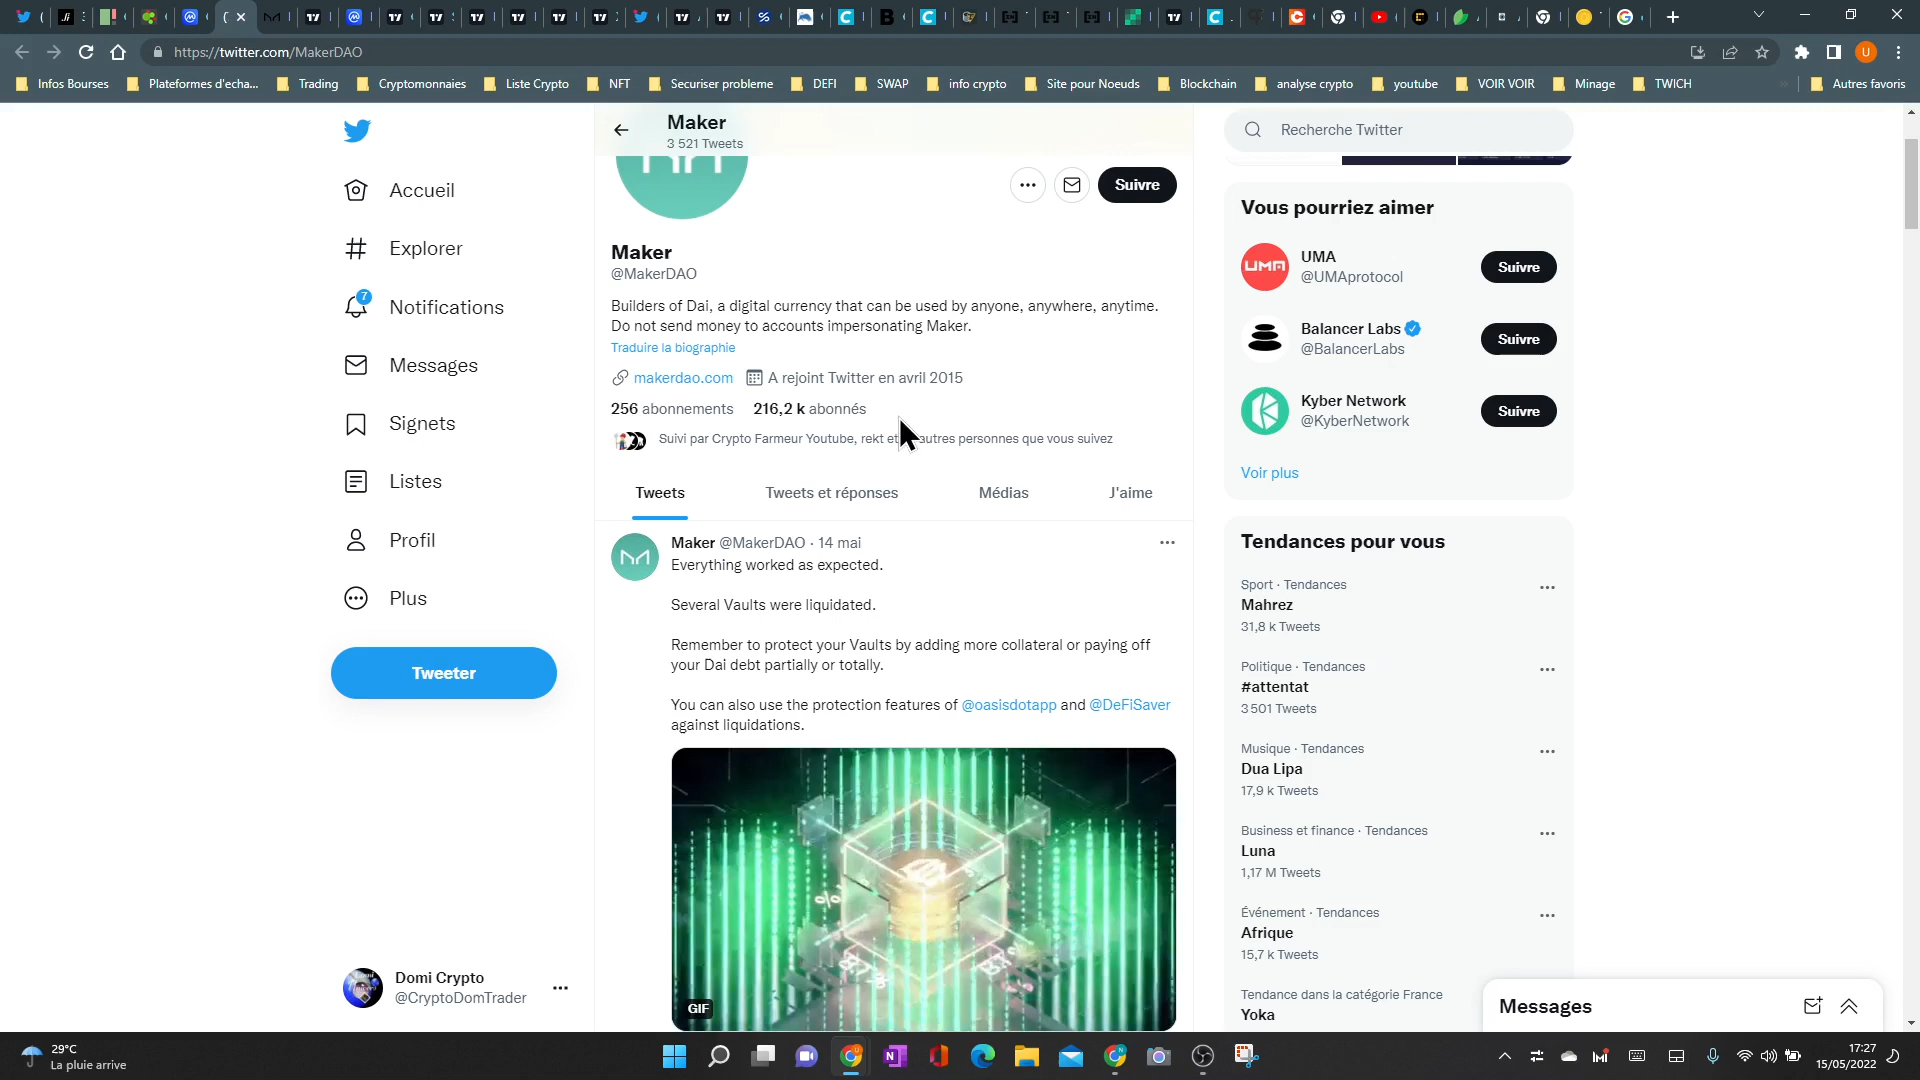 https://twitter.com/MakerDAO
Infos Bourses
Plateformes d'echa...
Trading
Cryptomonnaies
Liste Crypto
NFT
Securiser probleme
DEFI
SWAP
info crypto
Site pour Noeuds
Blockchain
analyse crypto
youtube
VOIR VOIR
Minage
TWICH
Autres favoris
Accueil
Explorer
7
Notifications
Messages
Signets
Listes
Profil
Plus
Tweeter
Domi Crypto
@CryptoDomTrader
Maker
3 521 Tweets
Suivre
Maker
@MakerDAO
Builders of Dai, a digital currency that can be used by anyone, anywhere, anytime.
Do not send money to accounts impersonating Maker.
Traduire la biographie
makerdao.com A rejoint Twitter en avril 2015
256 abonnements 216,2 k abonnés
Suivi par Crypto Farmeur Youtube, rekt et autres personnes que vous suivez
Tweets Tweets et réponses Médias J'aime
Maker @MakerDAO · 14 mai
Everything worked as expected.
Several Vaults were liquidated.
Remember to protect your Vaults by adding more collateral or paying off
your Dai debt partially or totally.
You can also use the protection features of @oasisdotapp and @DeFiSaver
against liquidations.
GIF
Recherche Twitter
Vous pourriez aimer
UMA
@UMAprotocol
Suivre
Balancer Labs
@BalancerLabs
Suivre
Kyber Network
@KyberNetwork
Suivre
Voir plus
Tendances pour vous
Sport · Tendances
Mahrez
31,8 k Tweets
Politique · Tendances
#attentat
3 501 Tweets
Musique · Tendances
Dua Lipa
17,9 k Tweets
Business et finance · Tendances
Luna
1,17 M Tweets
Événement · Tendances
Afrique
15,7 k Tweets
Tendance dans la catégorie France
Yoka
Messages
29°C
La pluie arrive
17:27
15/05/2022